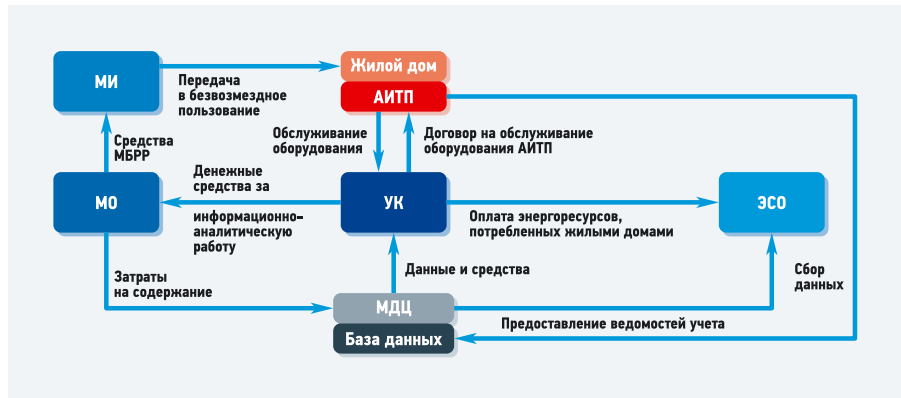 МИ
Передача
в безвозмездное
пользование
Жилой дом
АИТП
Средства
МБРР
Обслуживание
оборудования
Договор на обслуживание
оборудования АИТП
МО
Денежные
средства за
информационно–
аналитическую
работу
УК
Оплата энергоресурсов,
потребленных жилыми домами
ЭСО
Затраты
на содержание
Данные и средства
Сбор
данных
МДЦ
База данных
Предоставление ведомостей учета